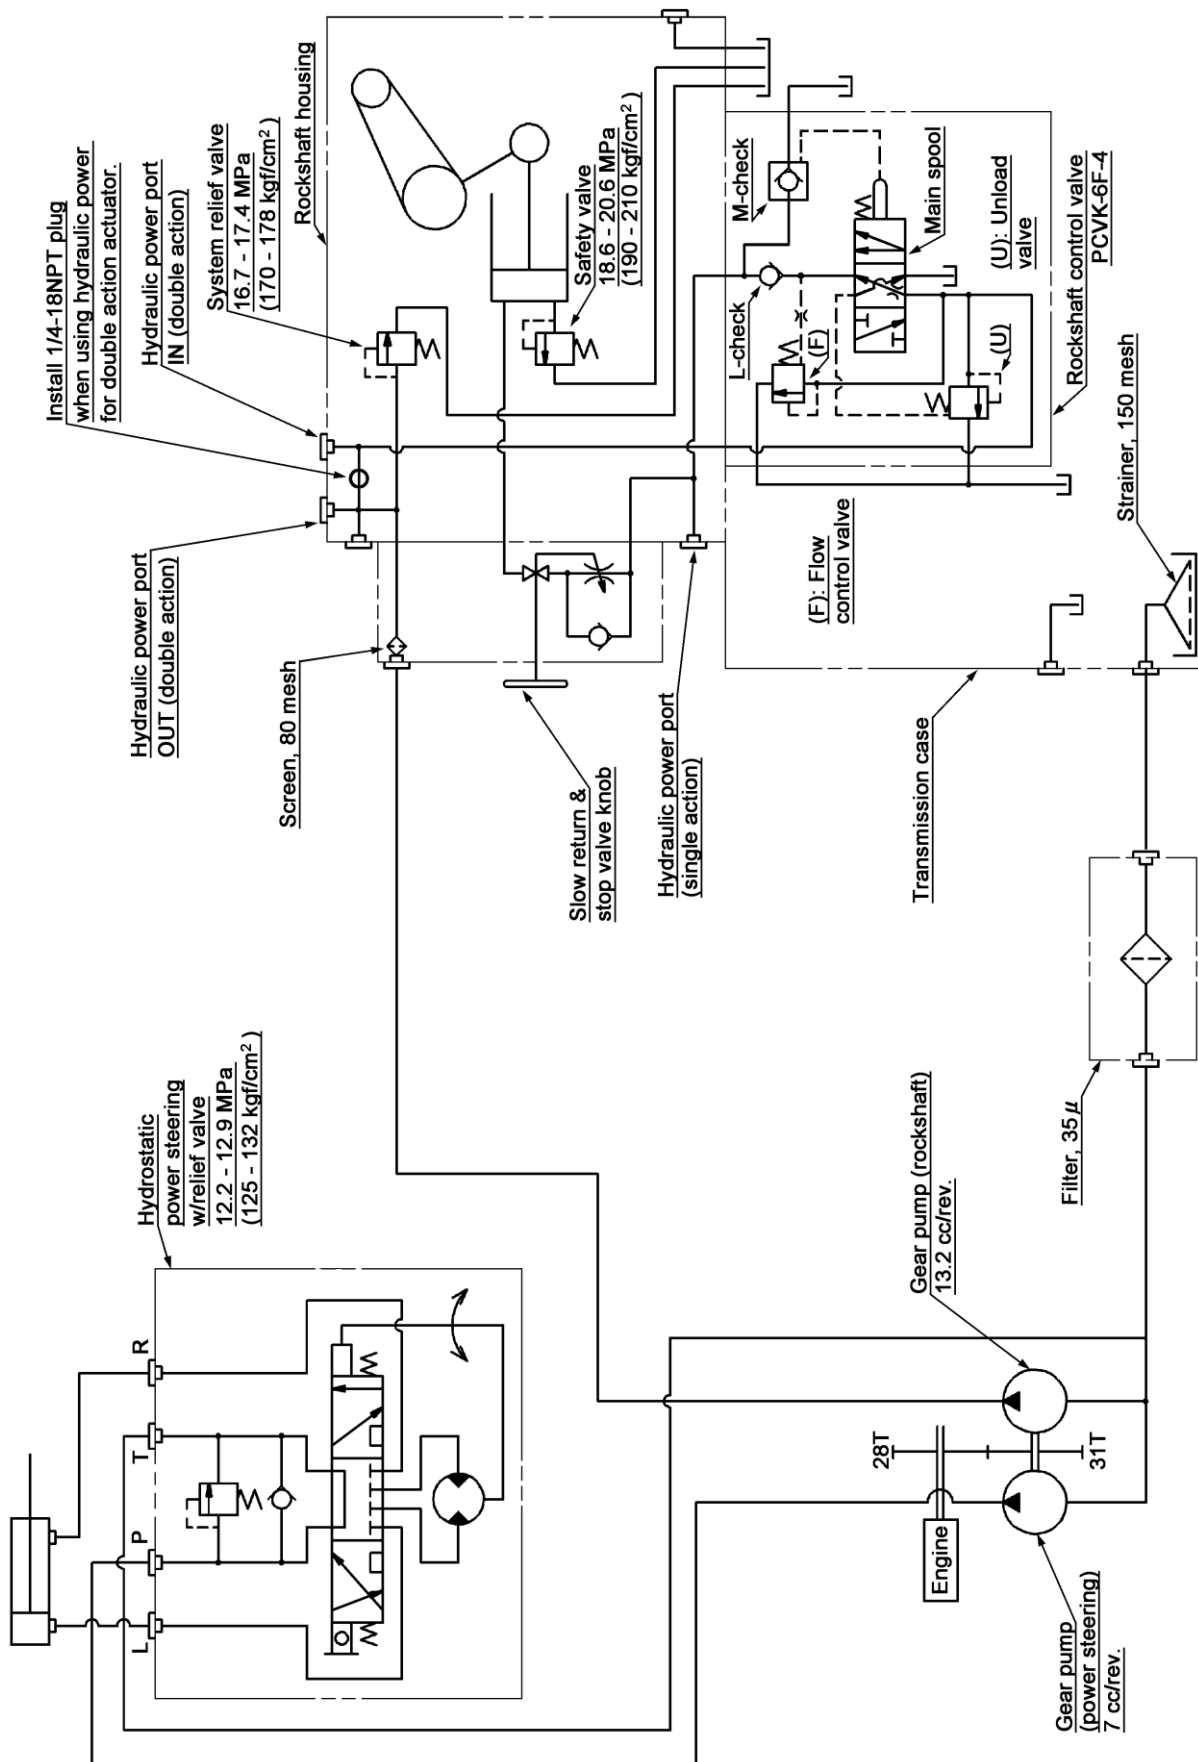 Install 1/4-18NPT plug
when using hydraulic power
for double action actuator.
Hydraulic power port
IN (double action)
System relief valve
16.7 - 17.4 MPa
(170 - 178 kgf/cm²)
Rockshaft housing
Hydraulic power port
OUT (double action)
Screen, 80 mesh
Safety valve
18.6 - 20.6 MPa
(190 - 210 kgf/cm²)
Slow return &
stop valve knob
Hydraulic power port
(single action)
L-check
M-check
(F)
Main spool
(U)
(U): Unload
valve
Rockshaft control valve
PCVK-6F-4
(F): Flow
control valve
Strainer, 150 mesh
Transmission case
Hydrostatic
power steering
w/relief valve
12.2 - 12.9 MPa
(125 - 132 kgf/cm²)
L
P
T
R
Engine
28T
31T
Gear pump (rockshaft)
13.2 cc/rev.
Gear pump
(power steering)
7 cc/rev.
Filter, 35μ